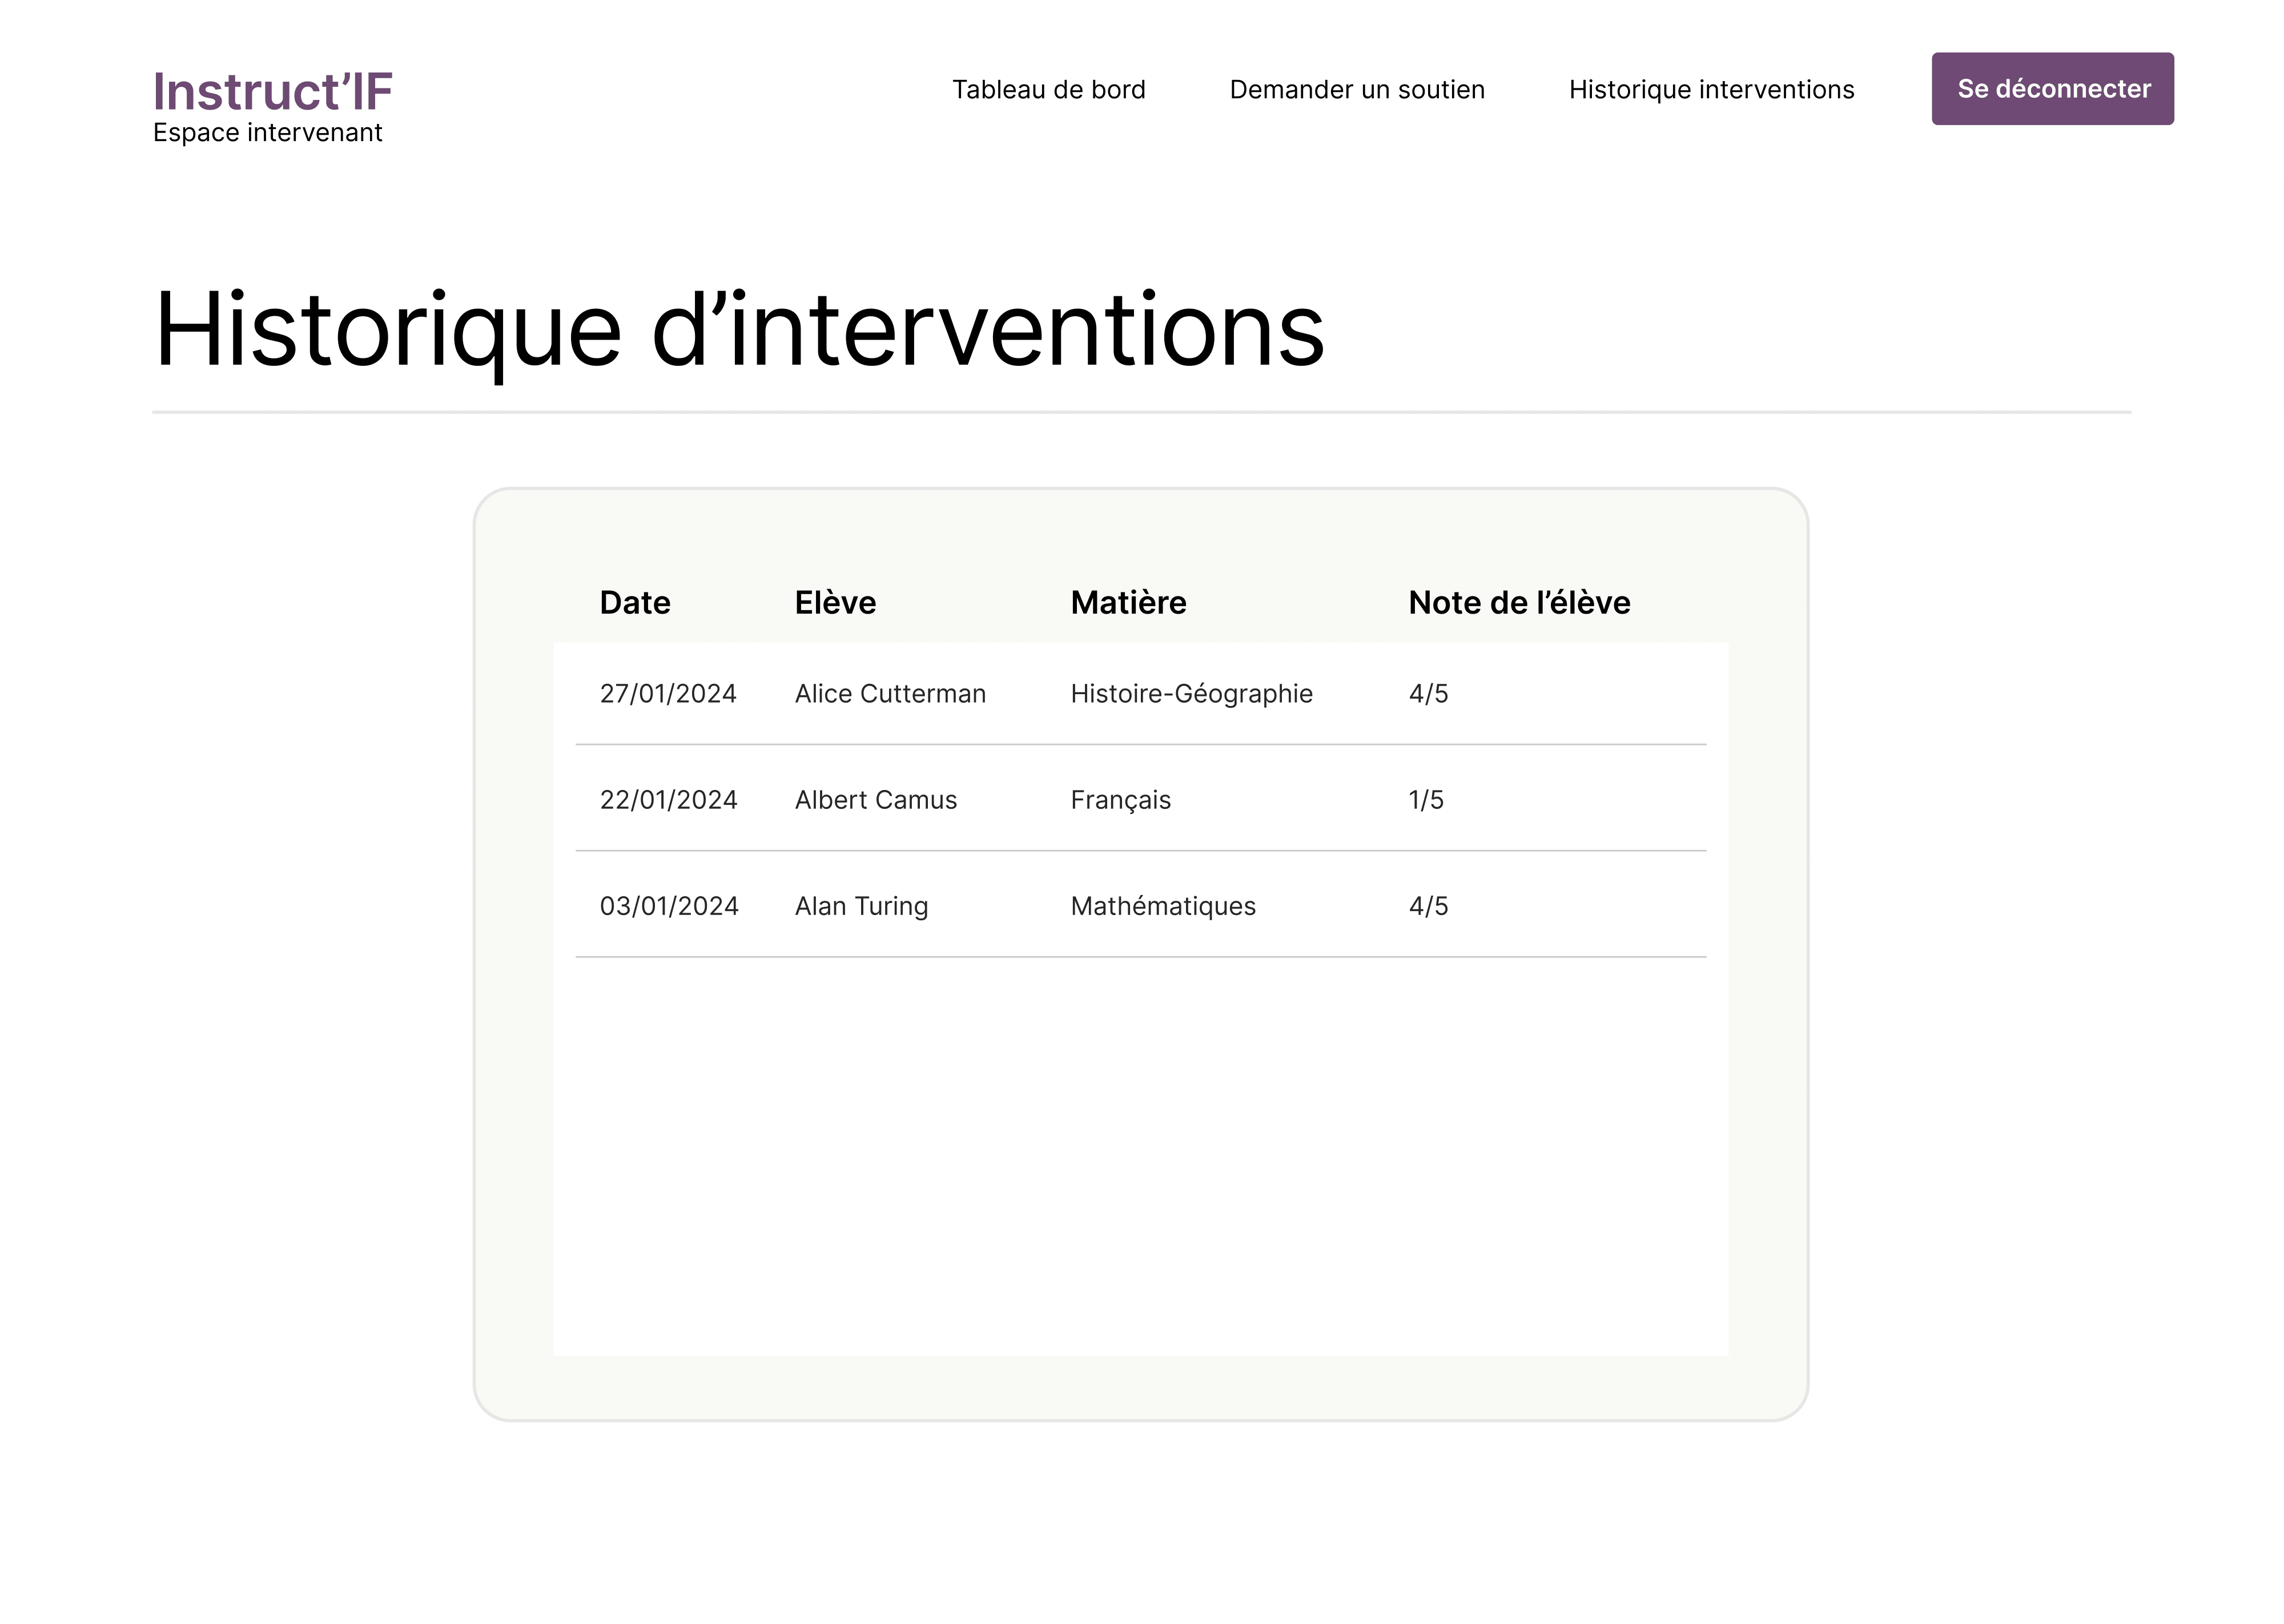 Instruct’IF
Espace intervenant
Tableau de bord
Demander un soutien
Historique interventions
Se déconnecter
Historique d’interventions
Date Elève Matière Note de l’élève
27/01/2024 Alice Cutterman Histoire-Géographie 4/5
22/01/2024 Albert Camus Français 1/5
03/01/2024 Alan Turing Mathématiques 4/5